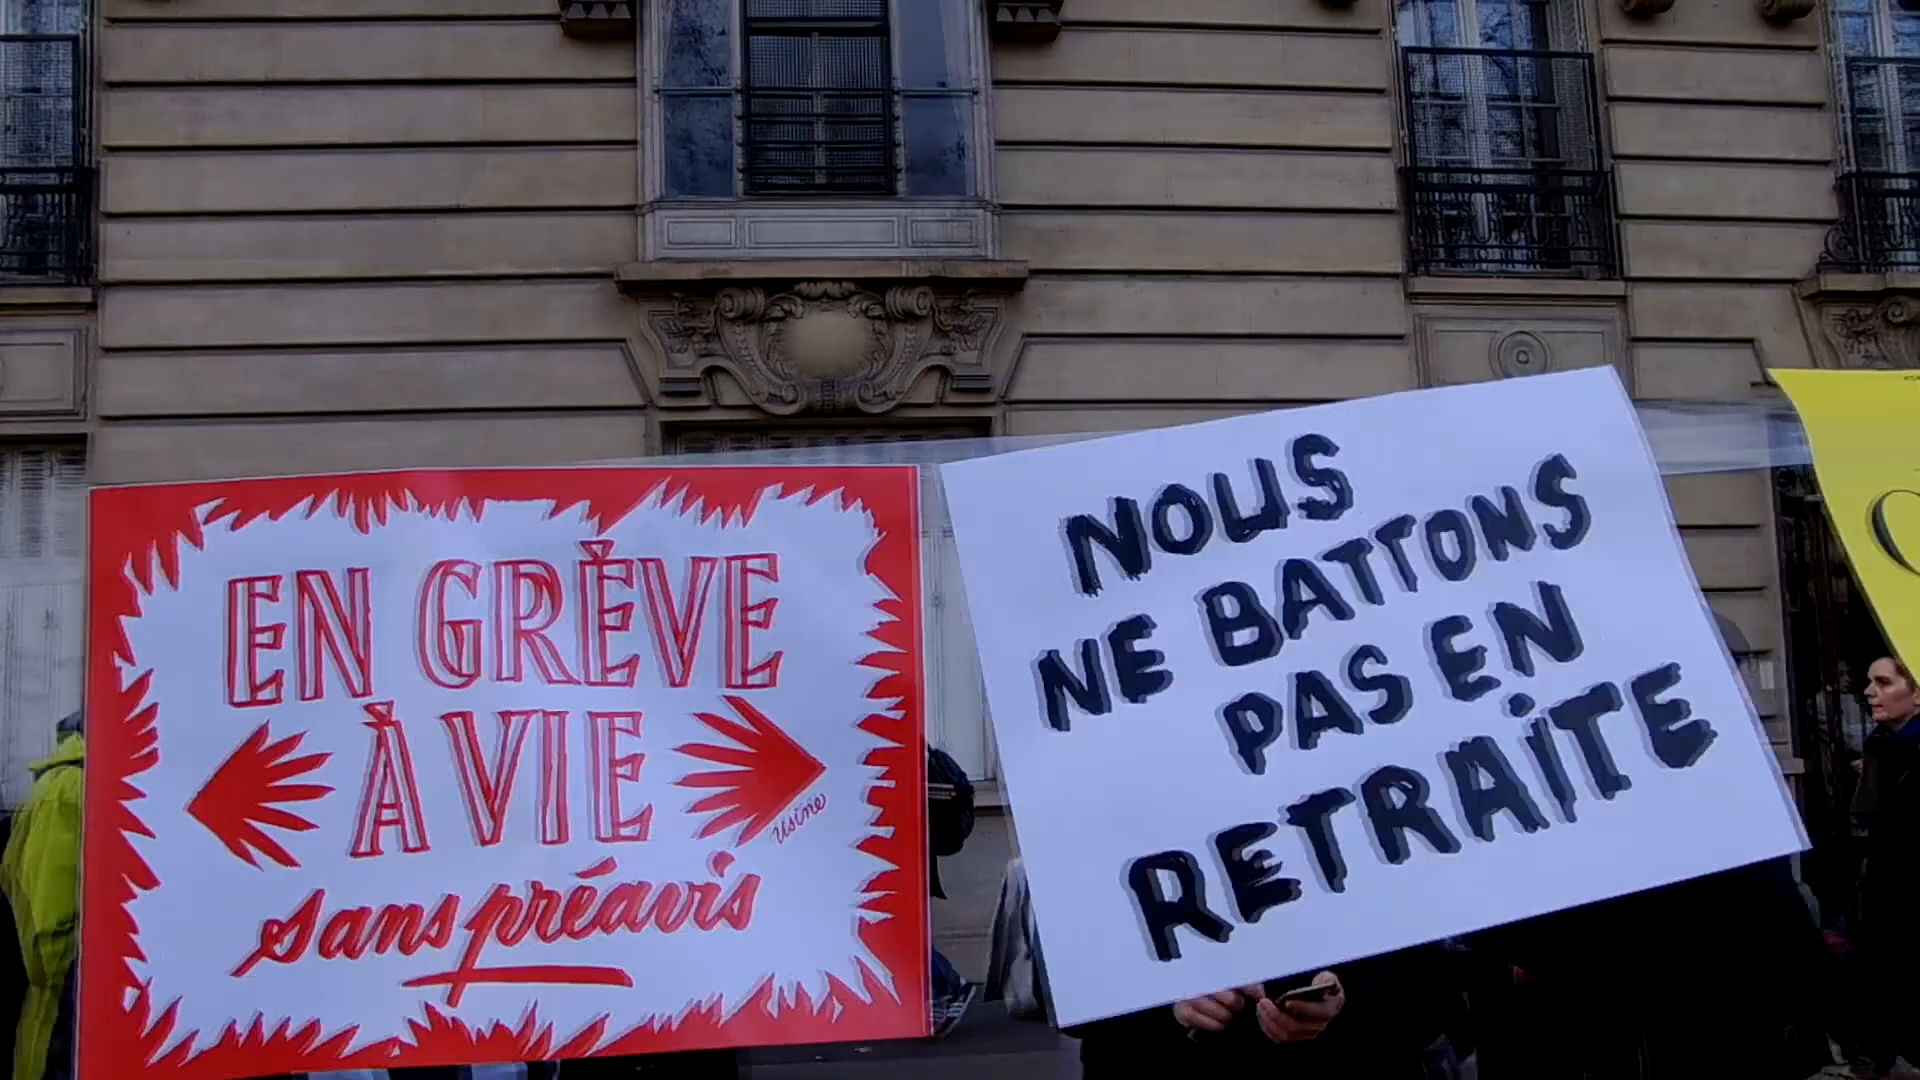 EN GRÈVE
À VIE
usine
sans préavis
NOUS
NE BATTONS
PAS EN
RETRAITE